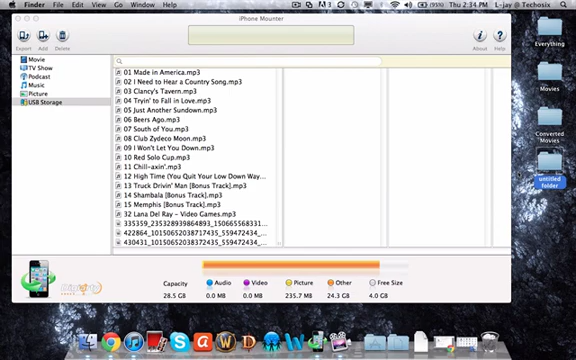 Finder File Edit View Go Window Help
(95%) Thu 2:34 PM L-jay @ Techosix
iPhone Mounter
Export Add Delete
About Help
Movie
TV Show
Podcast
Music
Picture
USB Storage
01 Made in America.mp3
02 I Need to Hear a Country Song.mp3
03 Clancy's Tavern.mp3
04 Tryin' to Fall in Love.mp3
05 Just Another Sundown.mp3
06 Beers Ago.mp3
07 South of You.mp3
08 Club Zydeco Moon.mp3
09 I Won't Let You Down.mp3
10 Red Solo Cup.mp3
11 Chill-axin'.mp3
12 High Time (You Quit Your Low Down Way...
13 Truck Drivin' Man [Bonus Track].mp3
14 Shambala [Bonus Track].mp3
15 Memphis [Bonus Track].mp3
32 Lana Del Ray - Video Games.mp3
335359_235328939864893_150665568331...
422864_10150652038717435_559472434_...
430431_10150652037372435_559472434_...
Capacity
28.5 GB
Audio
0.0 MB
Video
0.0 MB
Picture
235.7 MB
Other
24.3 GB
Free Size
4.0 GB
Everything
Movies
Converted
Movies
untitled
folder